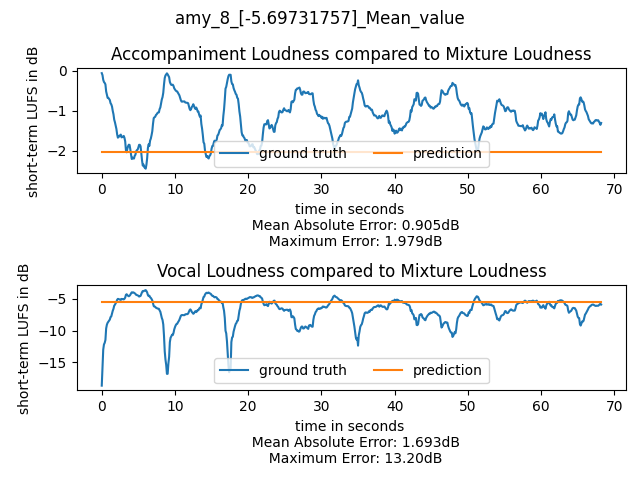 amy_8_[-5.69731757]_Mean_value
Accompaniment Loudness compared to Mixture Loudness
short-term LUFS in dB
0
−1
−2
ground truth
prediction
0 10 20 30 40 50 60 70
time in seconds
Mean Absolute Error: 0.905dB
Maximum Error: 1.979dB
Vocal Loudness compared to Mixture Loudness
short-term LUFS in dB
−5
−10
−15
ground truth
prediction
0 10 20 30 40 50 60 70
time in seconds
Mean Absolute Error: 1.693dB
Maximum Error: 13.20dB